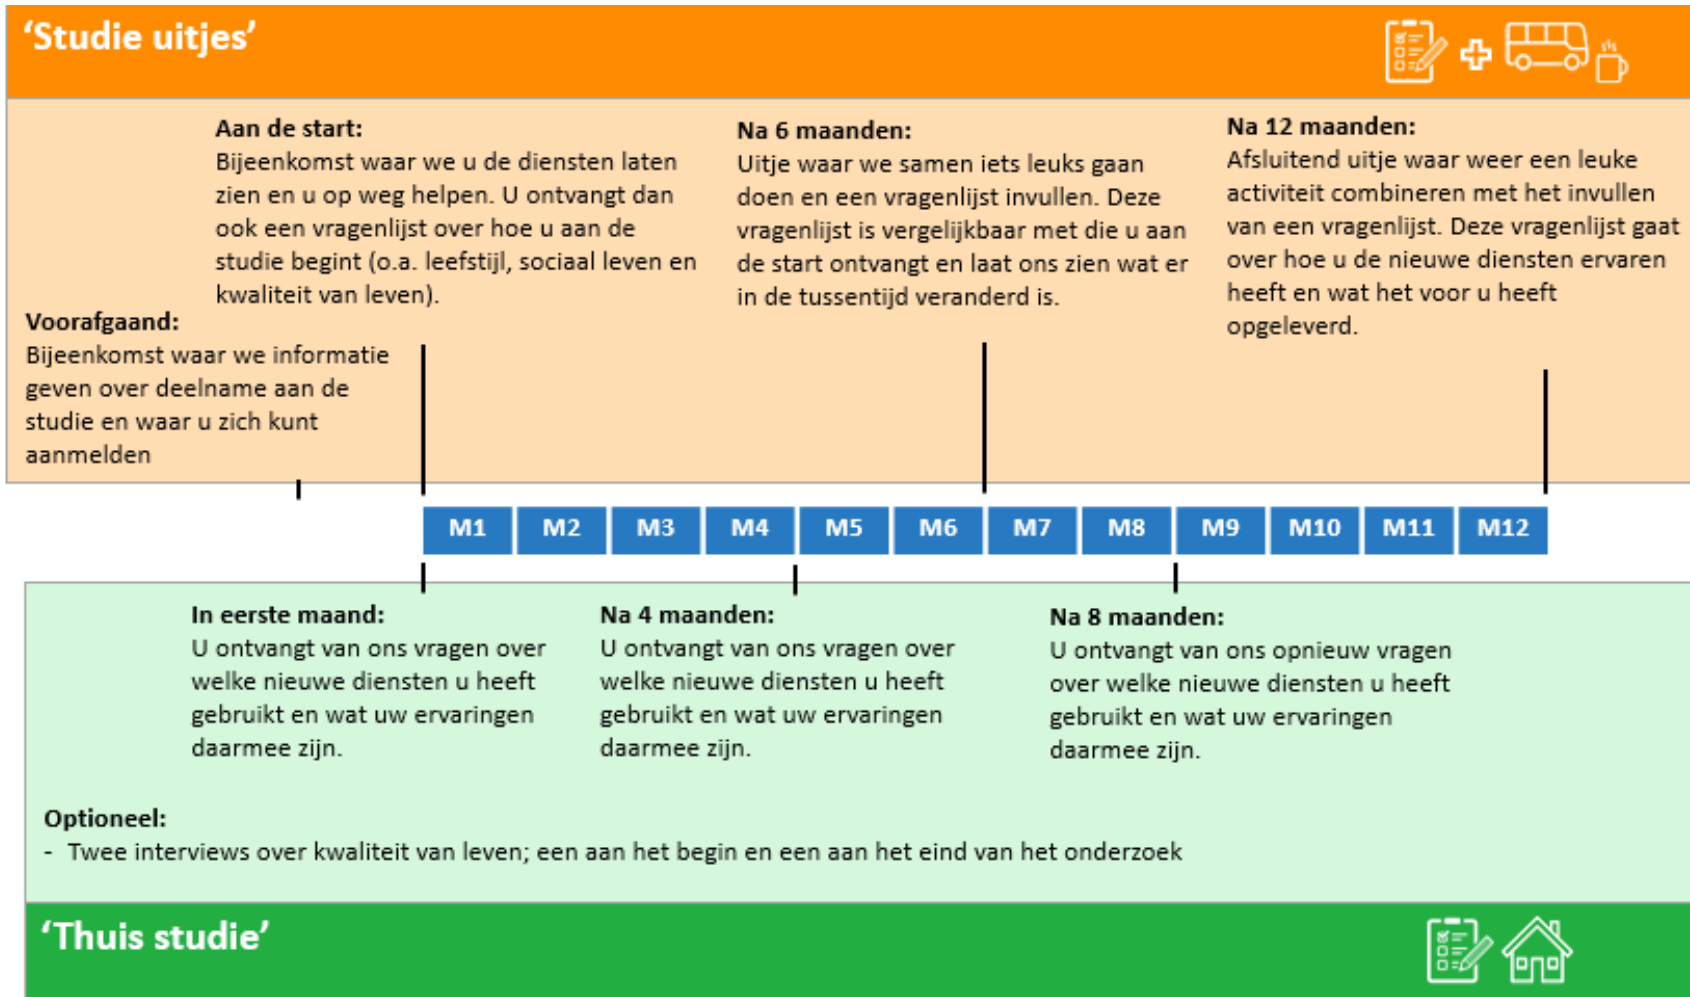 ‘Studie uitjes’
Aan de start:
Bijeenkomst waar we u de diensten laten
zien en u op weg helpen. U ontvangt dan
ook een vragenlijst over hoe u aan de
studie begint (o.a. leefstijl, sociaal leven en
kwaliteit van leven).
Na 6 maanden:
Uitje waar we samen iets leuks gaan
doen en een vragenlijst invullen. Deze
vragenlijst is vergelijkbaar met die u aan
de start ontvangt en laat ons zien wat er
in de tussentijd veranderd is.
Na 12 maanden:
Afsluitend uitje waar weer een leuke
activiteit combineren met het invullen
van een vragenlijst. Deze vragenlijst gaat
over hoe u de nieuwe diensten ervaren
heeft en wat het voor u heeft
opgeleverd.
Voorafgaand:
Bijeenkomst waar we informatie
geven over deelname aan de
studie en waar u zich kunt
aanmelden
M1 M2 M3 M4 M5 M6 M7 M8 M9 M10 M11 M12
In eerste maand:
U ontvangt van ons vragen over
welke nieuwe diensten u heeft
gebruikt en wat uw ervaringen
daarmee zijn.
Na 4 maanden:
U ontvangt van ons vragen over
welke nieuwe diensten u heeft
gebruikt en wat uw ervaringen
daarmee zijn.
Na 8 maanden:
U ontvangt van ons opnieuw vragen
over welke nieuwe diensten u heeft
gebruikt en wat uw ervaringen
daarmee zijn.
Optioneel:
- Twee interviews over kwaliteit van leven; een aan het begin en een aan het eind van het onderzoek
‘Thuis studie’